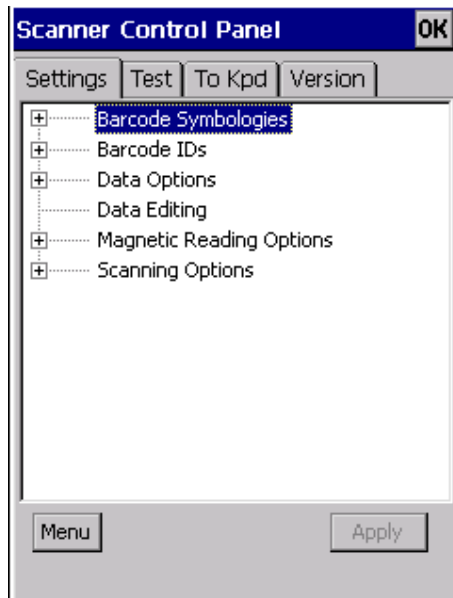 Scanner Control Panel OK
Settings Test To Kpd Version
Barcode Symbologies
Barcode IDs
Data Options
Data Editing
Magnetic Reading Options
Scanning Options
Menu Apply